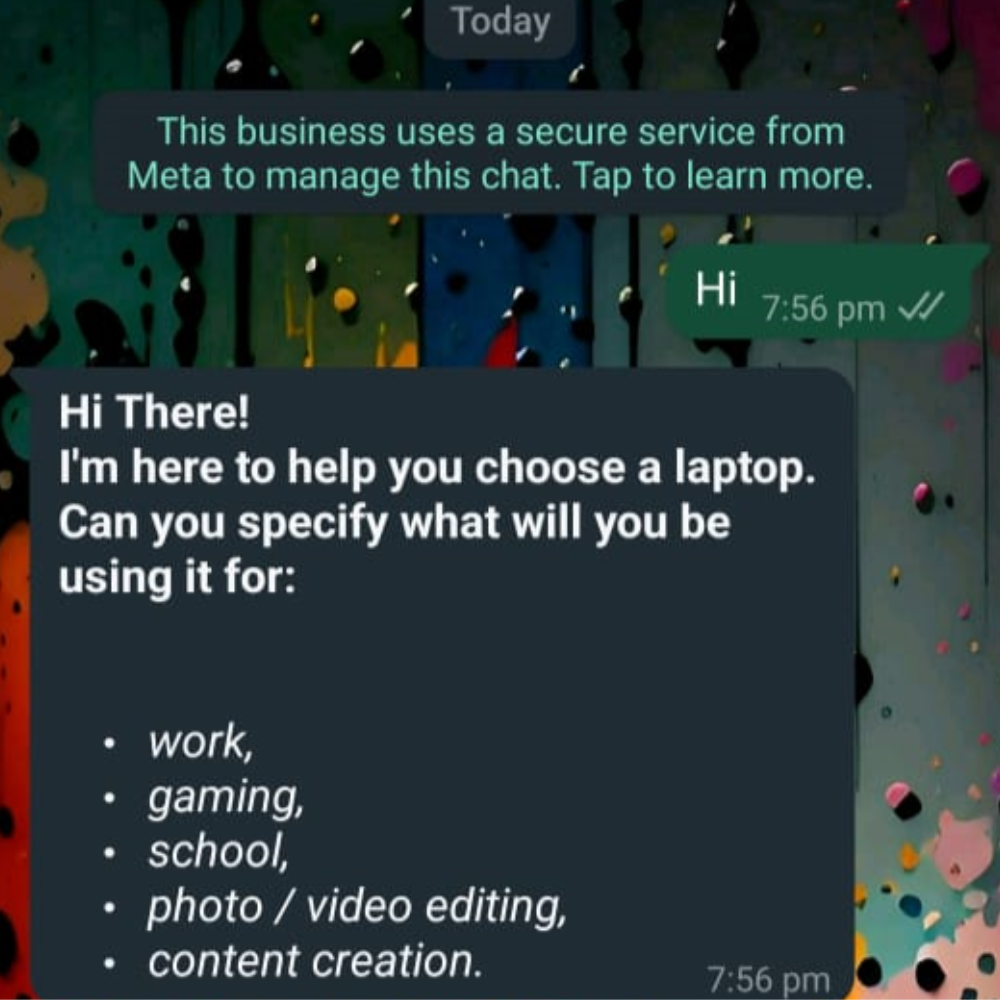 Today
This business uses a secure service from
Meta to manage this chat. Tap to learn more.
Hi 7:56 pm
Hi There!
I'm here to help you choose a laptop.
Can you specify what will you be
using it for:
• work,
• gaming,
• school,
• photo / video editing,
• content creation.
7:56 pm